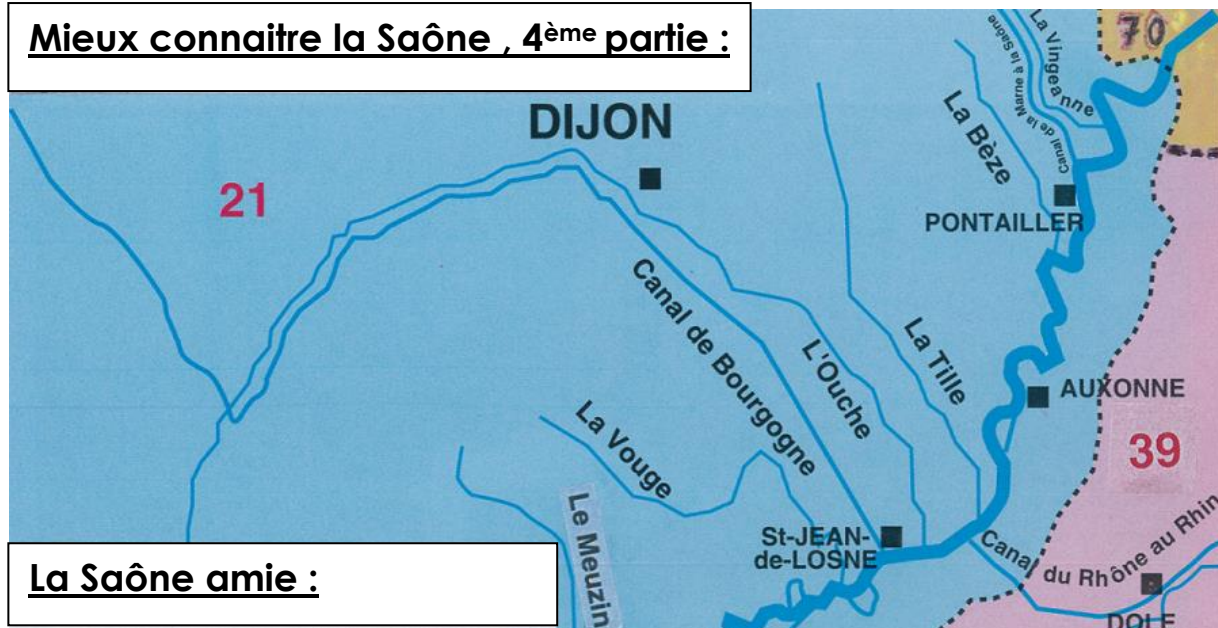 Mieux connaitre la Saône , 4ème partie :
70
La Vingeanne
Canal de la Marne à la Saône
DIJON
La Bèze
21
PONTAILLER
Canal de Bourgogne
L'Ouche
La Tille
AUXONNE
La Vouge
39
Le Meuzin
St-JEAN-
de-LOSNE
Canal du Rhône au Rhin
La Saône amie :
DOLE